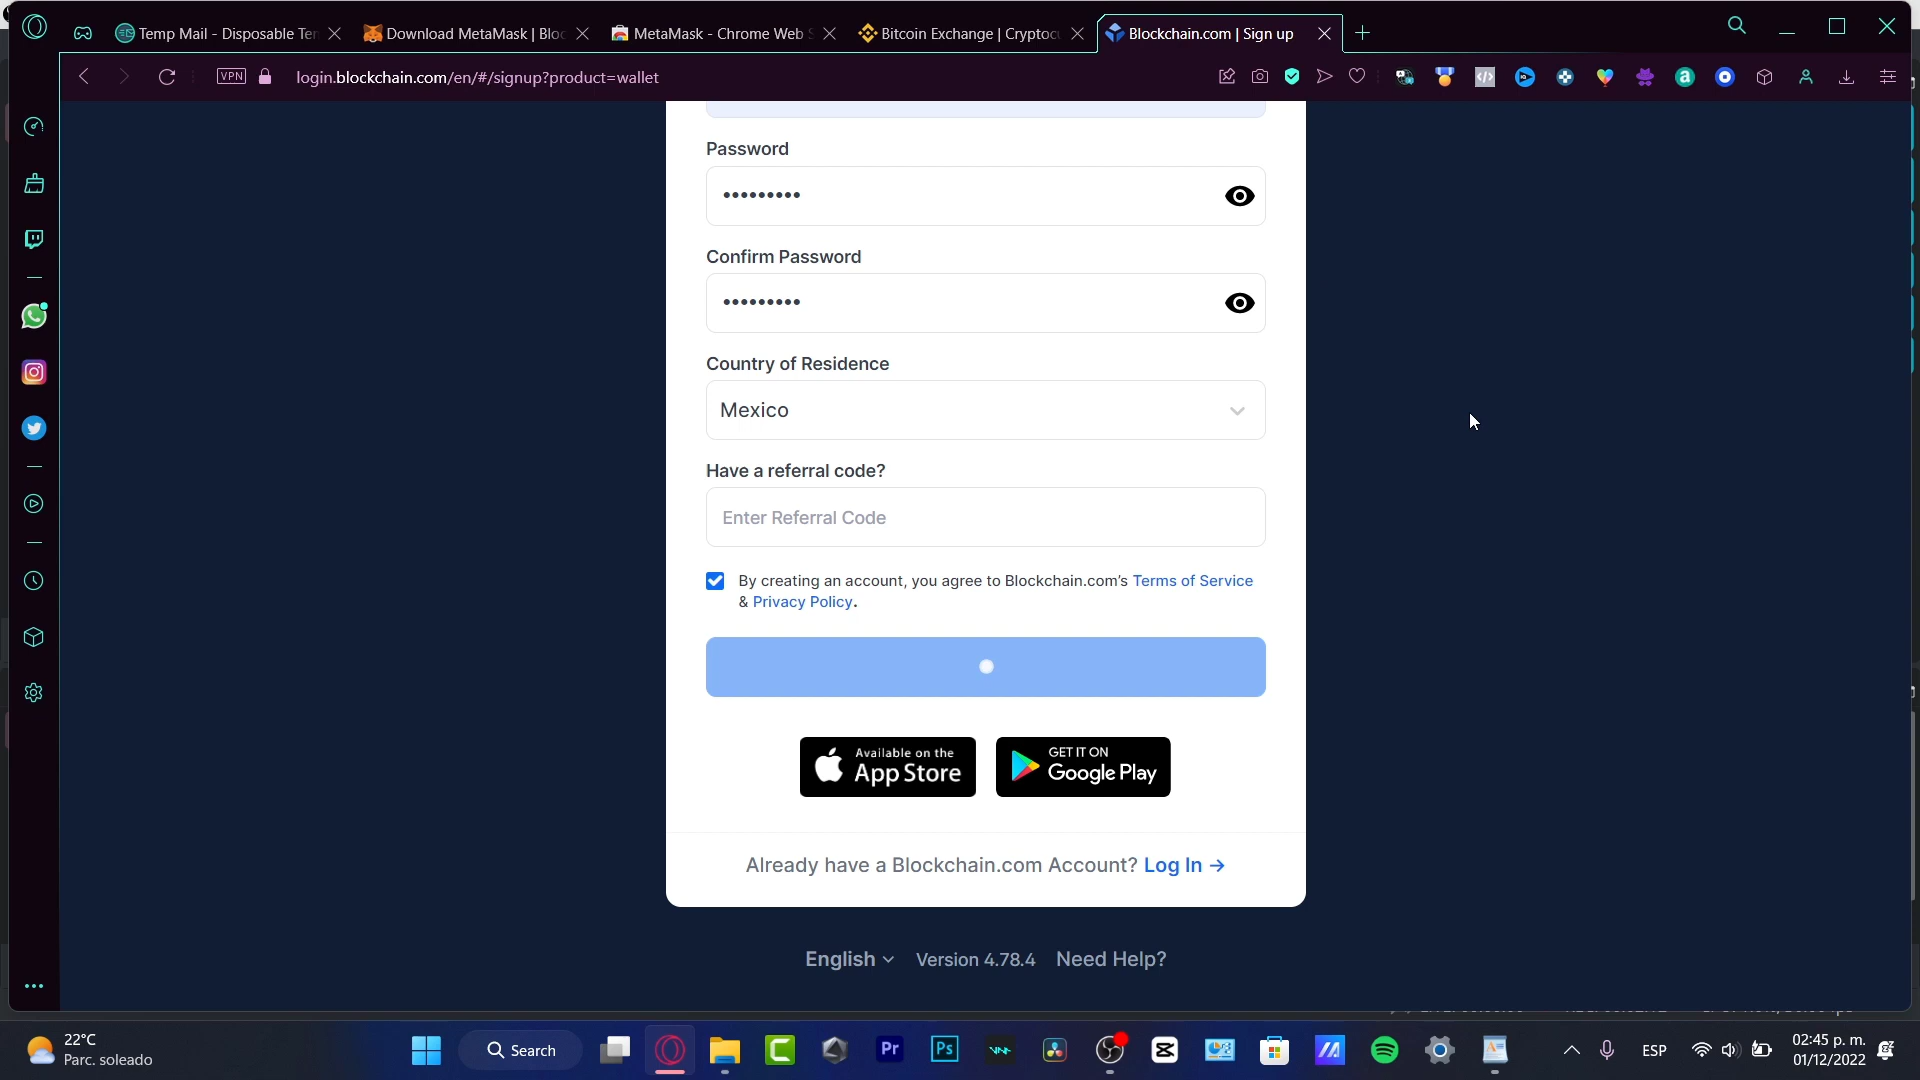 Temp Mail - Disposable Ten
Download MetaMask | Bloc
MetaMask - Chrome Web S
Bitcoin Exchange | Cryptocu
Blockchain.com | Sign up
VPN
login.blockchain.com/en/#/signup?product=wallet
Password
•••••••••
Confirm Password
•••••••••
Country of Residence
Mexico
Have a referral code?
Enter Referral Code
By creating an account, you agree to Blockchain.com's Terms of Service
& Privacy Policy.
Available on the
App Store
GET IT ON
Google Play
Already have a Blockchain.com Account? Log In →
English
Version 4.78.4
Need Help?
22°C
Parc. soleado
Search
Pr
Ps
ESP
02:45 p. m.
01/12/2022